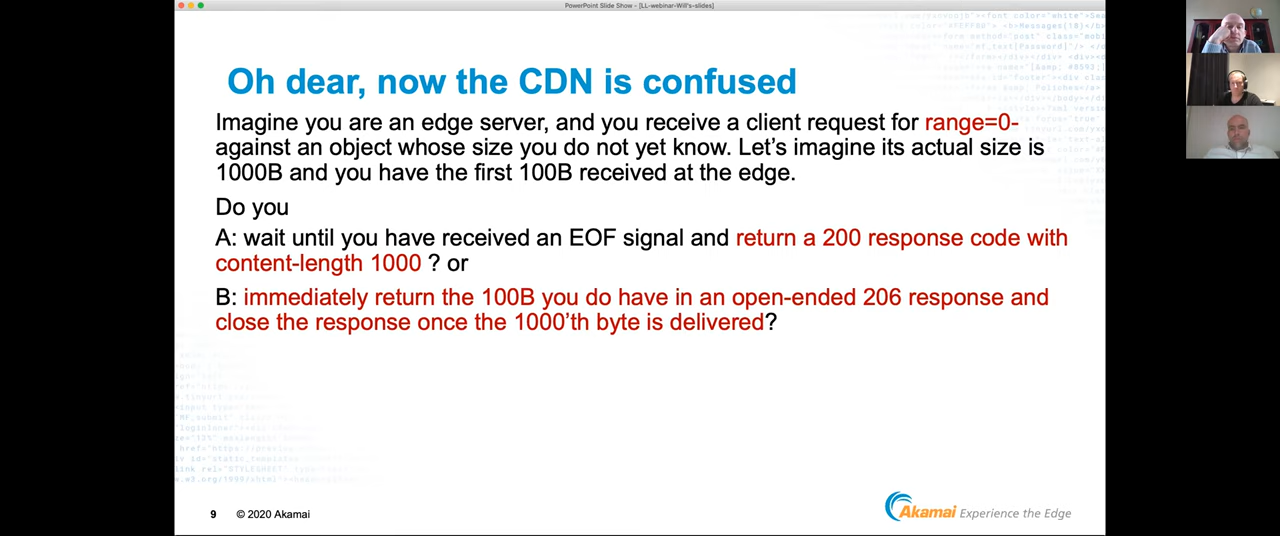 PowerPoint Slide Show - [LL-webinar-Will's-slides]
Oh dear, now the CDN is confused
Imagine you are an edge server, and you receive a client request for range=0-
against an object whose size you do not yet know. Let's imagine its actual size is
1000B and you have the first 100B received at the edge.
Do you
A: wait until you have received an EOF signal and return a 200 response code with
content-length 1000 ? or
B: immediately return the 100B you do have in an open-ended 206 response and
close the response once the 1000'th byte is delivered?
9 © 2020 Akamai
Akamai Experience the Edge